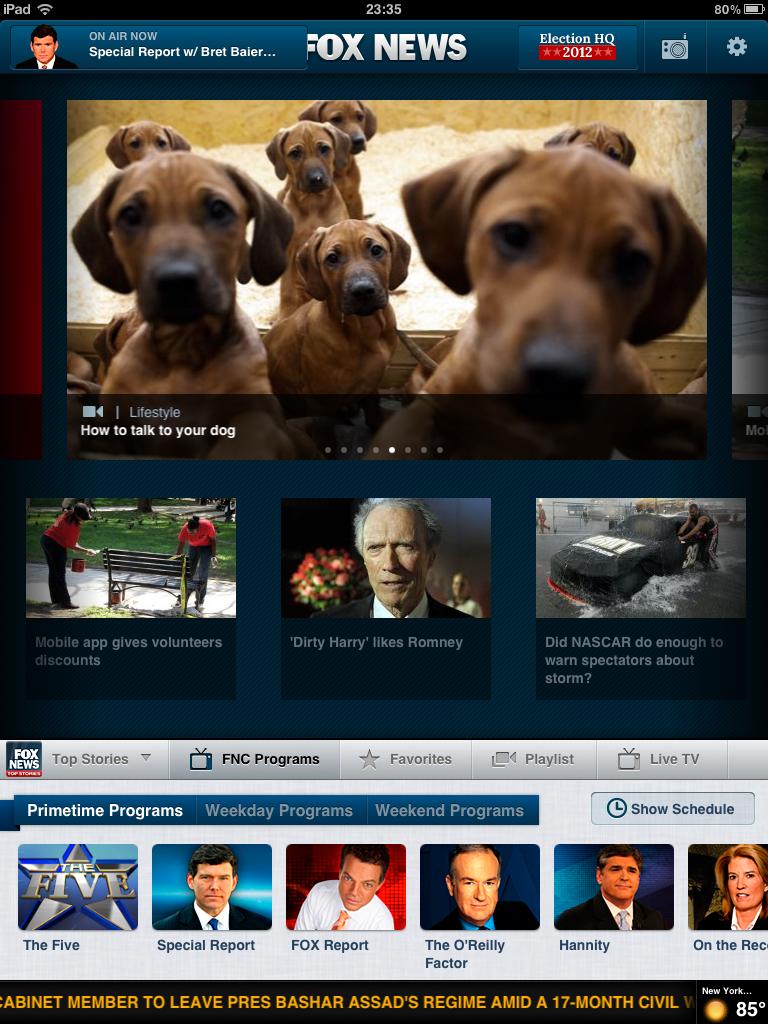 iPad
23:35
80%
ON AIR NOW
Special Report w/ Bret Baier…
FOX NEWS
Election HQ
2012
Lifestyle
How to talk to your dog
Mobile app gives volunteers
discounts
'Dirty Harry' likes Romney
Did NASCAR do enough to
warn spectators about
storm?
FOX
NEWS
TOP STORIES
Top Stories
FNC Programs
Favorites
Playlist
Live TV
Primetime Programs
Weekday Programs
Weekend Programs
Show Schedule
THE
FIVE
The Five
Special Report
FOX Report
The O'Reilly
Factor
Hannity
On the Rec
CABINET MEMBER TO LEAVE PRES BASHAR ASSAD'S REGIME AMID A 17-MONTH CIVIL
New York...
85°